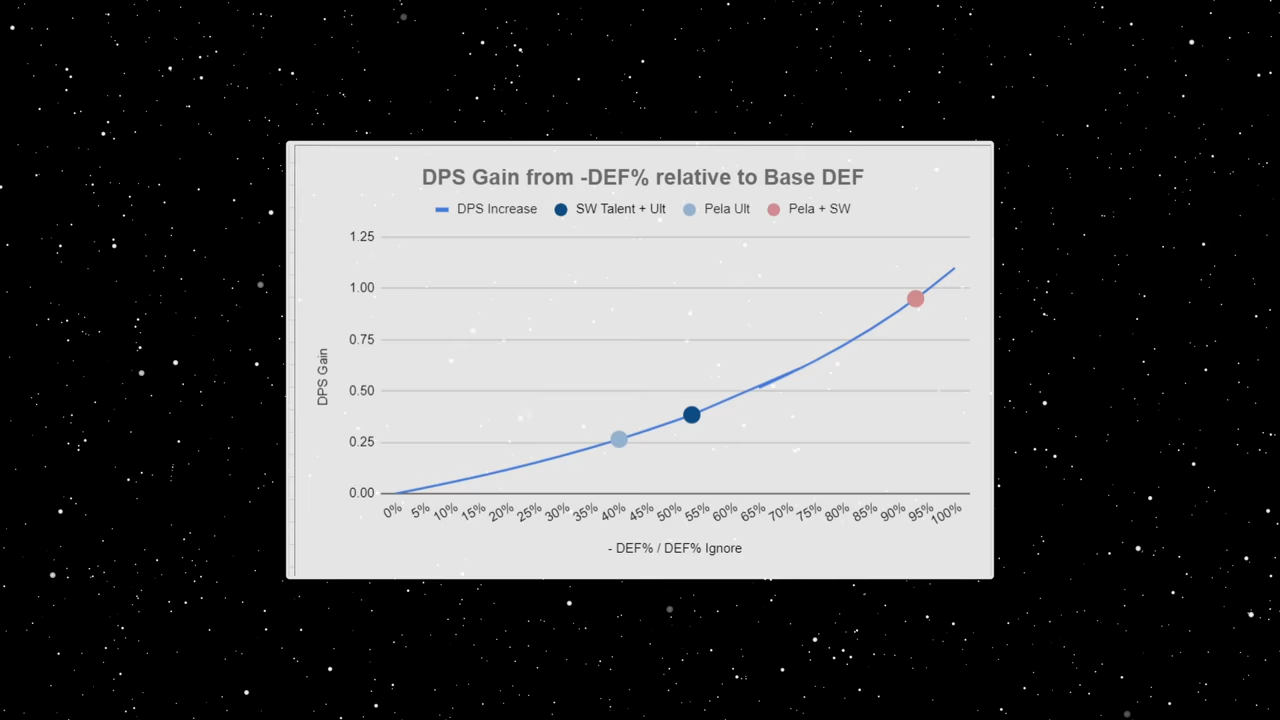 DPS Gain from -DEF% relative to Base DEF
DPS Increase SW Talent + Ult Pela Ult Pela + SW
1.25
1.00
0.75
0.50
0.25
0.00
DPS Gain
0% 5% 10% 15% 20% 25% 30% 35% 40% 45% 50% 55% 60% 65% 70% 75% 80% 85% 90% 95% 100%
- DEF% / DEF% Ignore